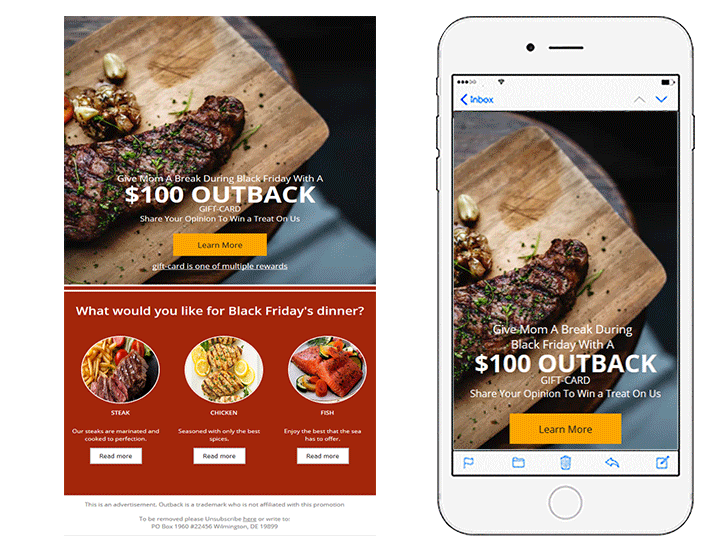 Give Mom A Break During Black Friday With A
$100 OUTBACK
GIFT-CARD
Share Your Opinion To Win a Treat On Us
Learn More
gift-card is one of multiple rewards
What would you like for Black Friday's dinner?
STEAK
Our steaks are marinated and
cooked to perfection.
Read more
CHICKEN
Seasoned with only the best
spices.
Read more
FISH
Enjoy the best that the sea
has to offer.
Read more
This is an advertisement. Outback is a trademark who is not affiliated with this promotion
To be removed please Unsubscribe here or write to:
PO Box 1960 #22456 Wilmington, DE 19899
Inbox
Give Mom A Break During
Black Friday With A
$100 OUTBACK
GIFT-CARD
Share Your Opinion To Win a Treat On Us
Learn More